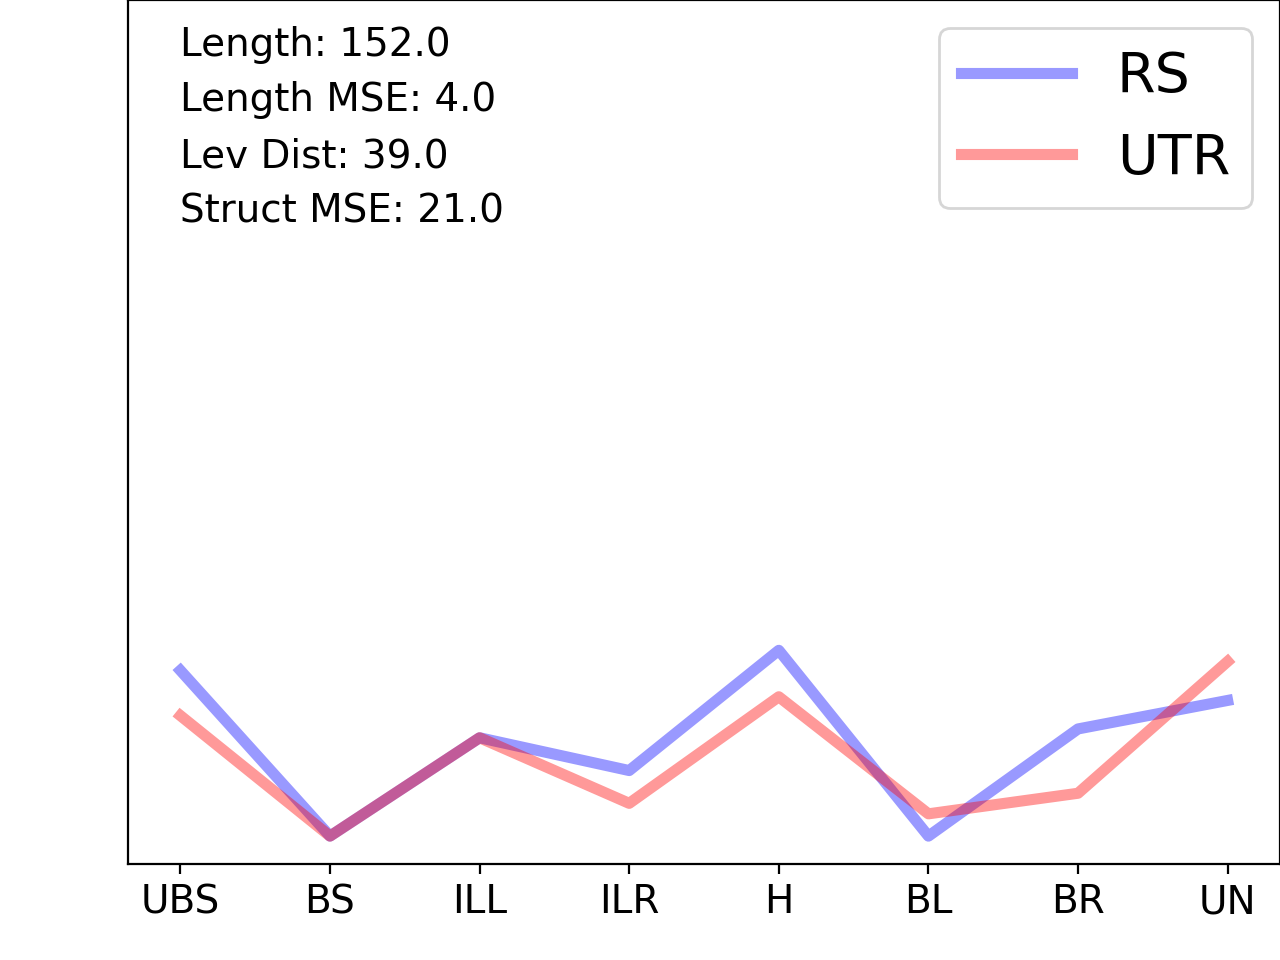 Length: 152.0
Length MSE: 4.0
Lev Dist: 39.0
Struct MSE: 21.0
RS
UTR
UBS BS ILL ILR H BL BR UN